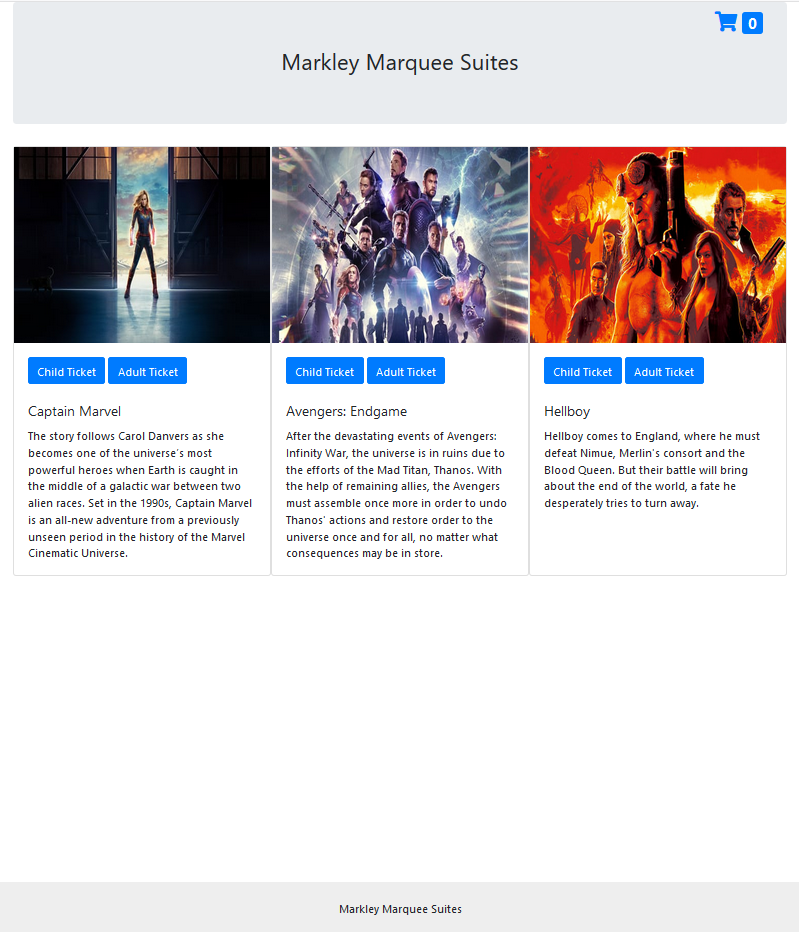 0
Markley Marquee Suites
Child Ticket Adult Ticket
Captain Marvel
The story follows Carol Danvers as she
becomes one of the universe's most
powerful heroes when Earth is caught in
the middle of a galactic war between two
alien races. Set in the 1990s, Captain Marvel
is an all-new adventure from a previously
unseen period in the history of the Marvel
Cinematic Universe.
Child Ticket Adult Ticket
Avengers: Endgame
After the devastating events of Avengers:
Infinity War, the universe is in ruins due to
the efforts of the Mad Titan, Thanos. With
the help of remaining allies, the Avengers
must assemble once more in order to undo
Thanos' actions and restore order to the
universe once and for all, no matter what
consequences may be in store.
Child Ticket Adult Ticket
Hellboy
Hellboy comes to England, where he must
defeat Nimue, Merlin's consort and the
Blood Queen. But their battle will bring
about the end of the world, a fate he
desperately tries to turn away.
Markley Marquee Suites